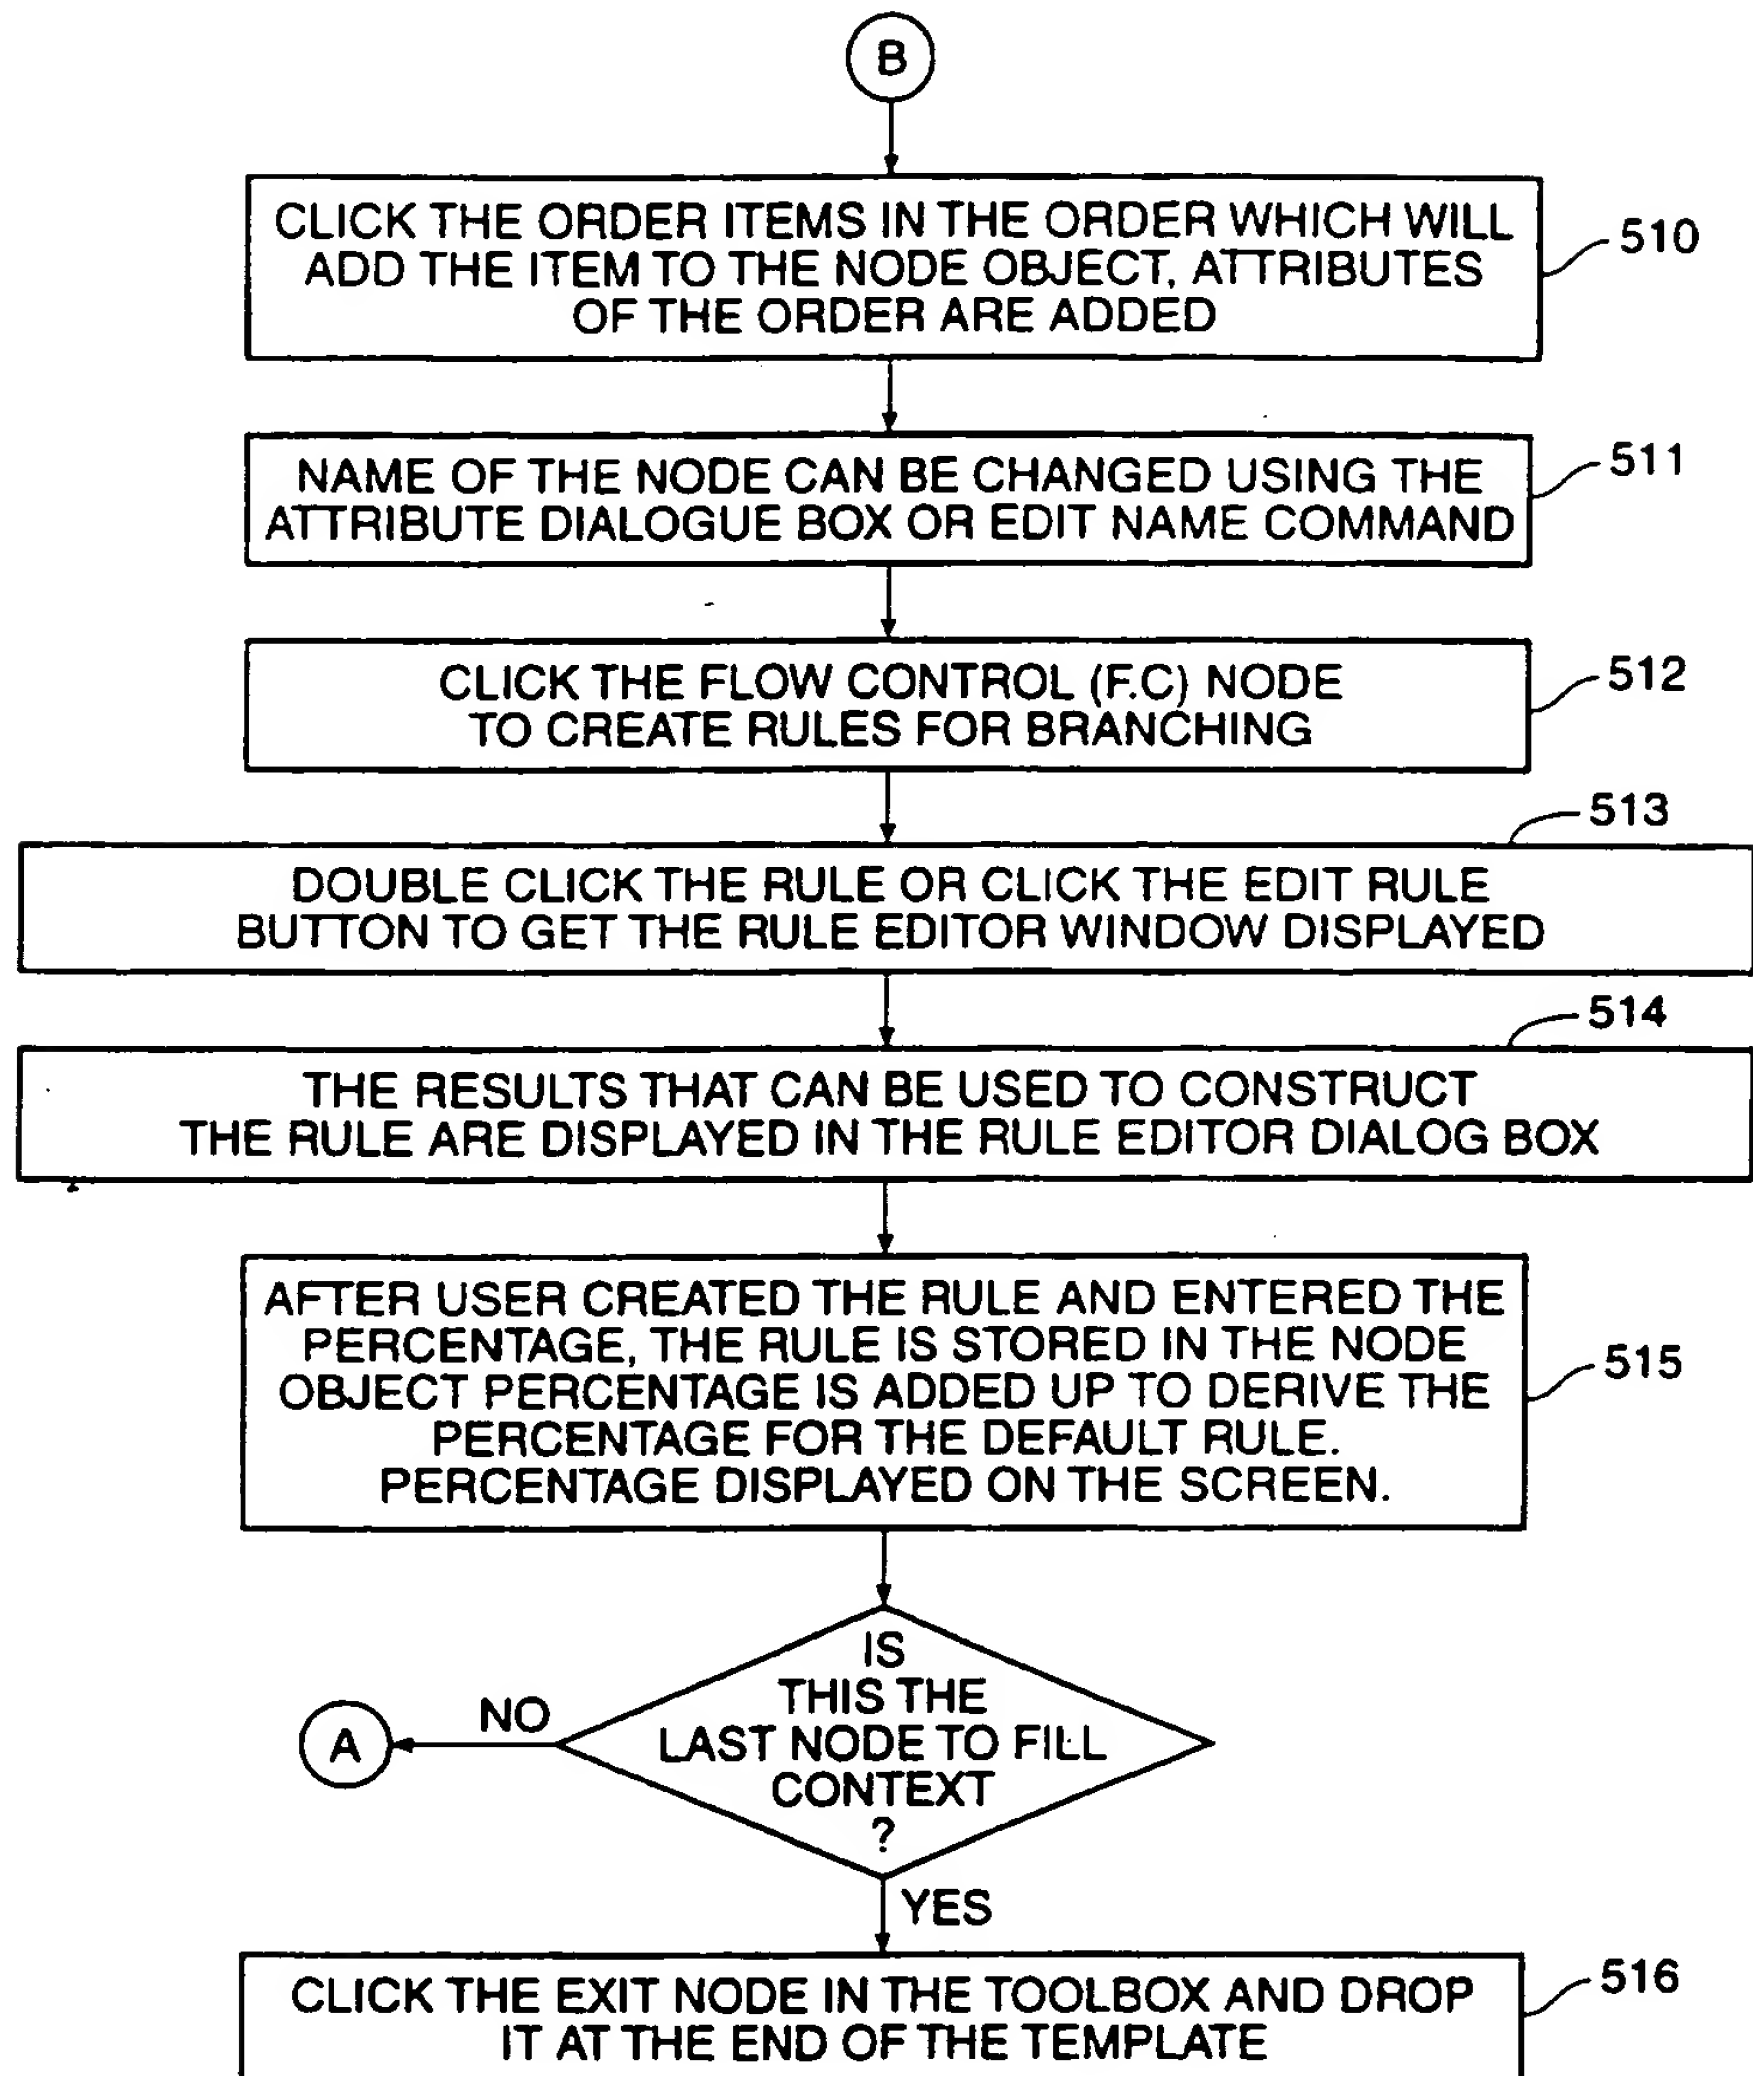 B
CLICK THE ORDER ITEMS IN THE ORDER WHICH WILL
ADD THE ITEM TO THE NODE OBJECT, ATTRIBUTES
OF THE ORDER ARE ADDED
510
NAME OF THE NODE CAN BE CHANGED USING THE
ATTRIBUTE DIALOGUE BOX OR EDIT NAME COMMAND
511
CLICK THE FLOW CONTROL (F.C) NODE
TO CREATE RULES FOR BRANCHING
512
513
DOUBLE CLICK THE RULE OR CLICK THE EDIT RULE
BUTTON TO GET THE RULE EDITOR WINDOW DISPLAYED
514
THE RESULTS THAT CAN BE USED TO CONSTRUCT
THE RULE ARE DISPLAYED IN THE RULE EDITOR DIALOG BOX
AFTER USER CREATED THE RULE AND ENTERED THE
PERCENTAGE, THE RULE IS STORED IN THE NODE
OBJECT PERCENTAGE IS ADDED UP TO DERIVE THE
PERCENTAGE FOR THE DEFAULT RULE.
PERCENTAGE DISPLAYED ON THE SCREEN.
515
IS
THIS THE
LAST NODE TO FILL
CONTEXT
?
NO
A
YES
CLICK THE EXIT NODE IN THE TOOLBOX AND DROP
IT AT THE END OF THE TEMPLATE
516